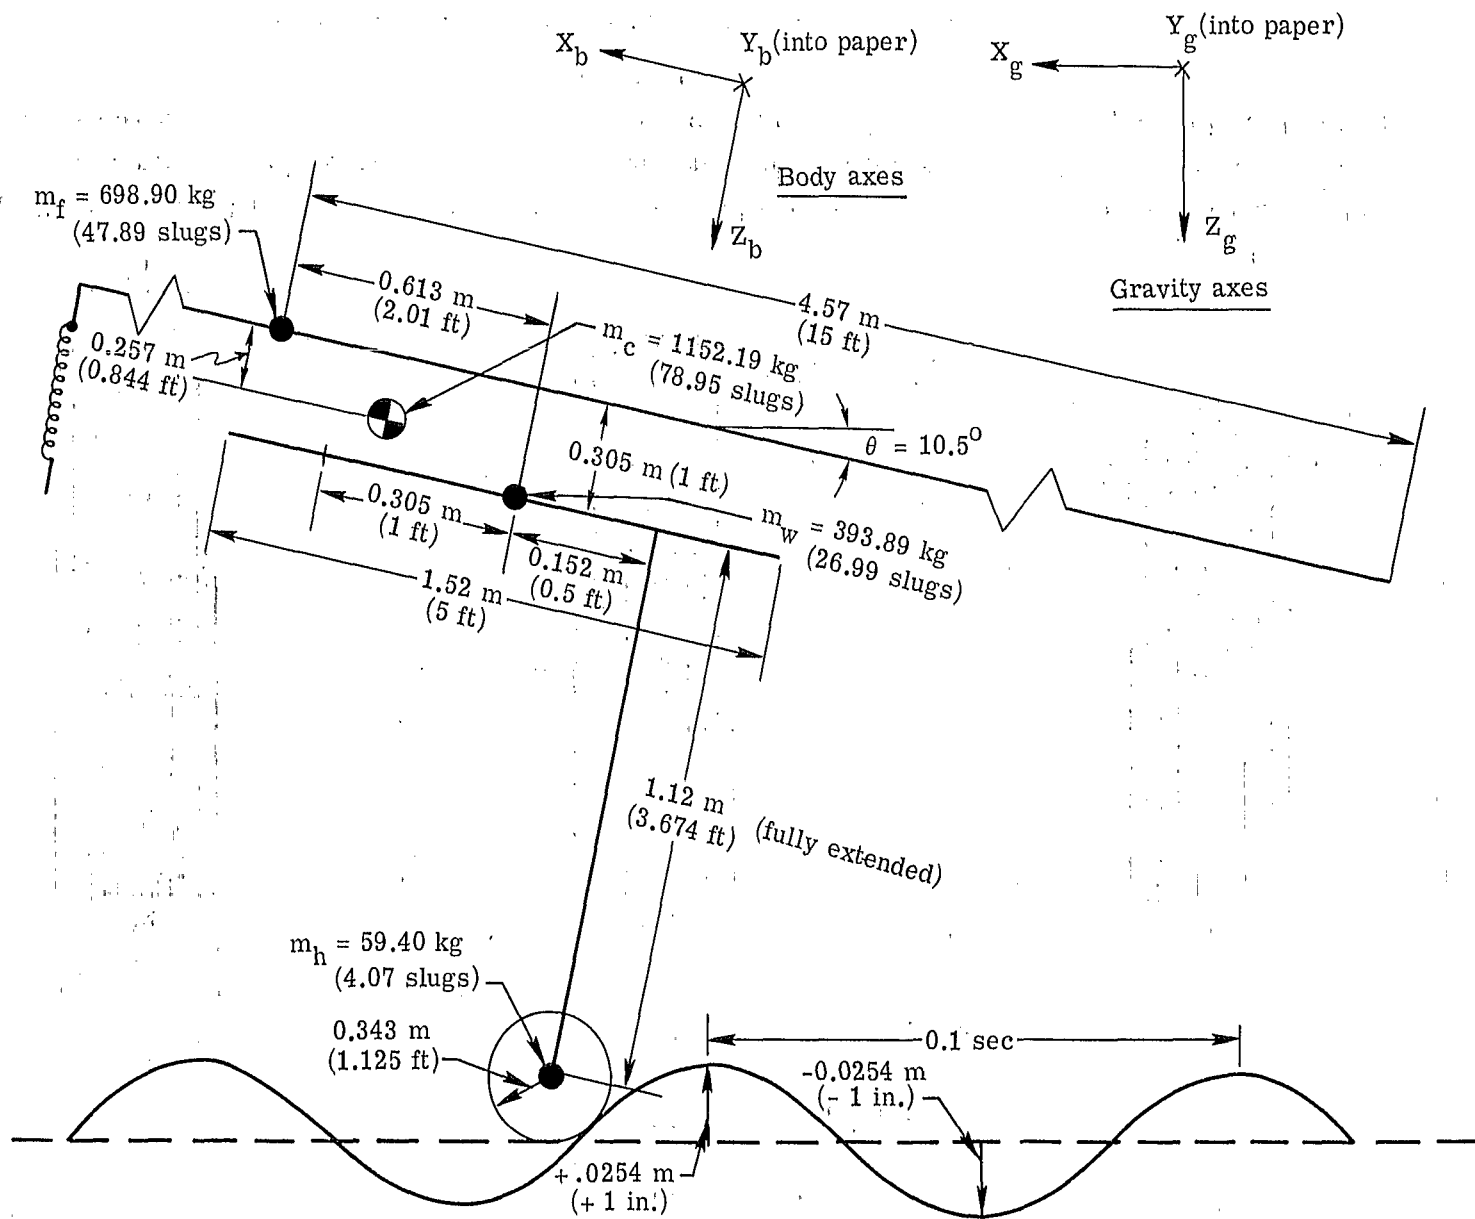 X_b
Y_b (into paper)
Z_b
Body axes
X_g
Y_g (into paper)
Z_g
Gravity axes
m_f = 698.90 kg
(47.89 slugs)
0.613 m
(2.01 ft)
4.57 m
(15 ft)
0.257 m
(0.844 ft)
m_c = 1152.19 kg
(78.95 slugs)
θ = 10.5°
0.305 m (1 ft)
0.305 m
(1 ft)
m_w = 393.89 kg
(26.99 slugs)
0.152 m
(0.5 ft)
1.52 m
(5 ft)
1.12 m
(3.674 ft) (fully extended)
m_h = 59.40 kg
(4.07 slugs)
0.343 m
(1.125 ft)
0.1 sec
-0.0254 m
(- 1 in.)
+.0254 m
(+ 1 in.)